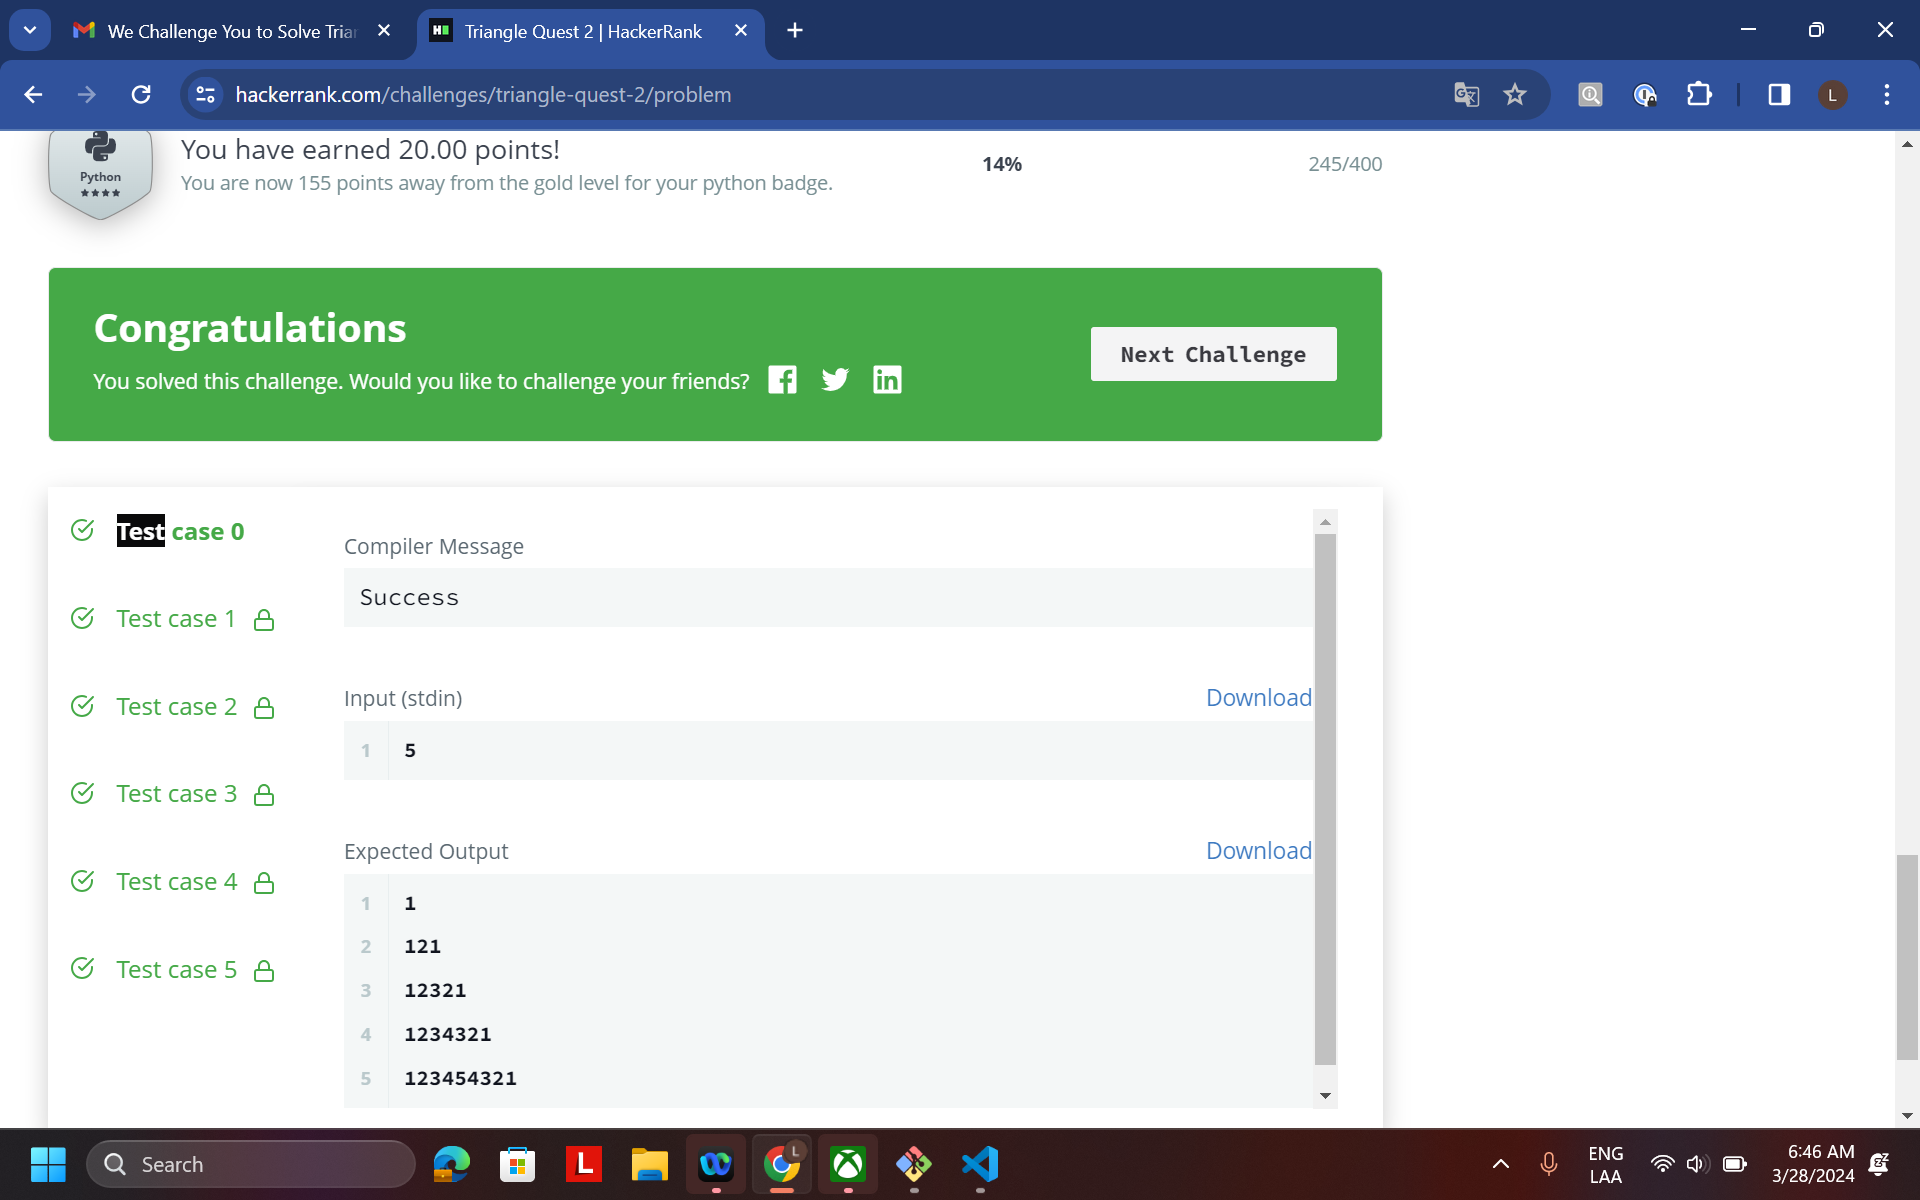 We Challenge You to Solve Trian
Triangle Quest 2 | HackerRank
hackerrank.com/challenges/triangle-quest-2/problem
L
Python
You have earned 20.00 points!
You are now 155 points away from the gold level for your python badge.
14%
245/400
Congratulations
You solved this challenge. Would you like to challenge your friends?
Next Challenge
Test case 0
Test case 1
Test case 2
Test case 3
Test case 4
Test case 5
Compiler Message
Success
Input (stdin)
Download
1 5
Expected Output
Download
1 1
2 121
3 12321
4 1234321
5 123454321
Search
L
L
ENG
LAA
6:46 AM
3/28/2024